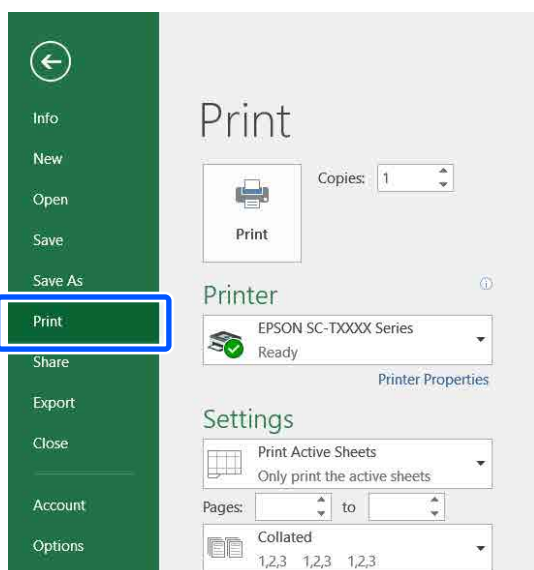 Info
New
Open
Save
Save As
Print
Share
Export
Close
Account
Options
Print
Copies: 1
Print
Printer
EPSON SC-TXXXX Series
Ready
Printer Properties
Settings
Print Active Sheets
Only print the active sheets
Pages: to
Collated
1,2,3 1,2,3 1,2,3